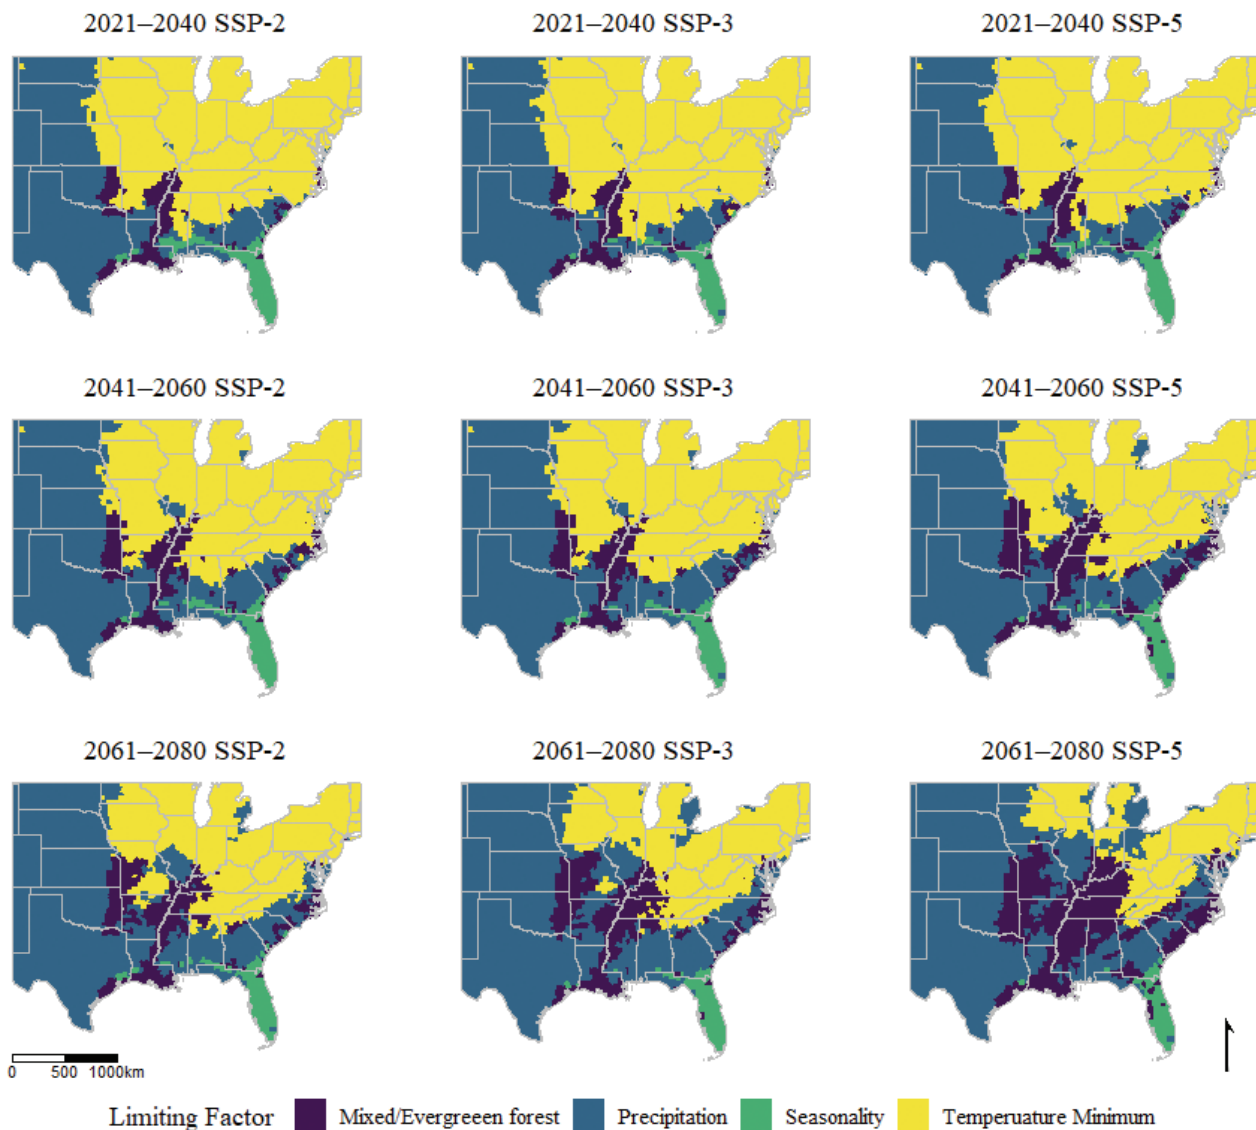 2021–2040 SSP-2
2021–2040 SSP-3
2021–2040 SSP-5
2041–2060 SSP-2
2041–2060 SSP-3
2041–2060 SSP-5
2061–2080 SSP-2
2061–2080 SSP-3
2061–2080 SSP-5
0 500 1000km
Limiting Factor Mixed/Evergreeen forest Precipitation Seasonality Temperuature Minimum